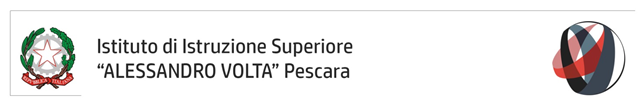 Istituto di Istruzione Superiore
“ALESSANDRO VOLTA” Pescara